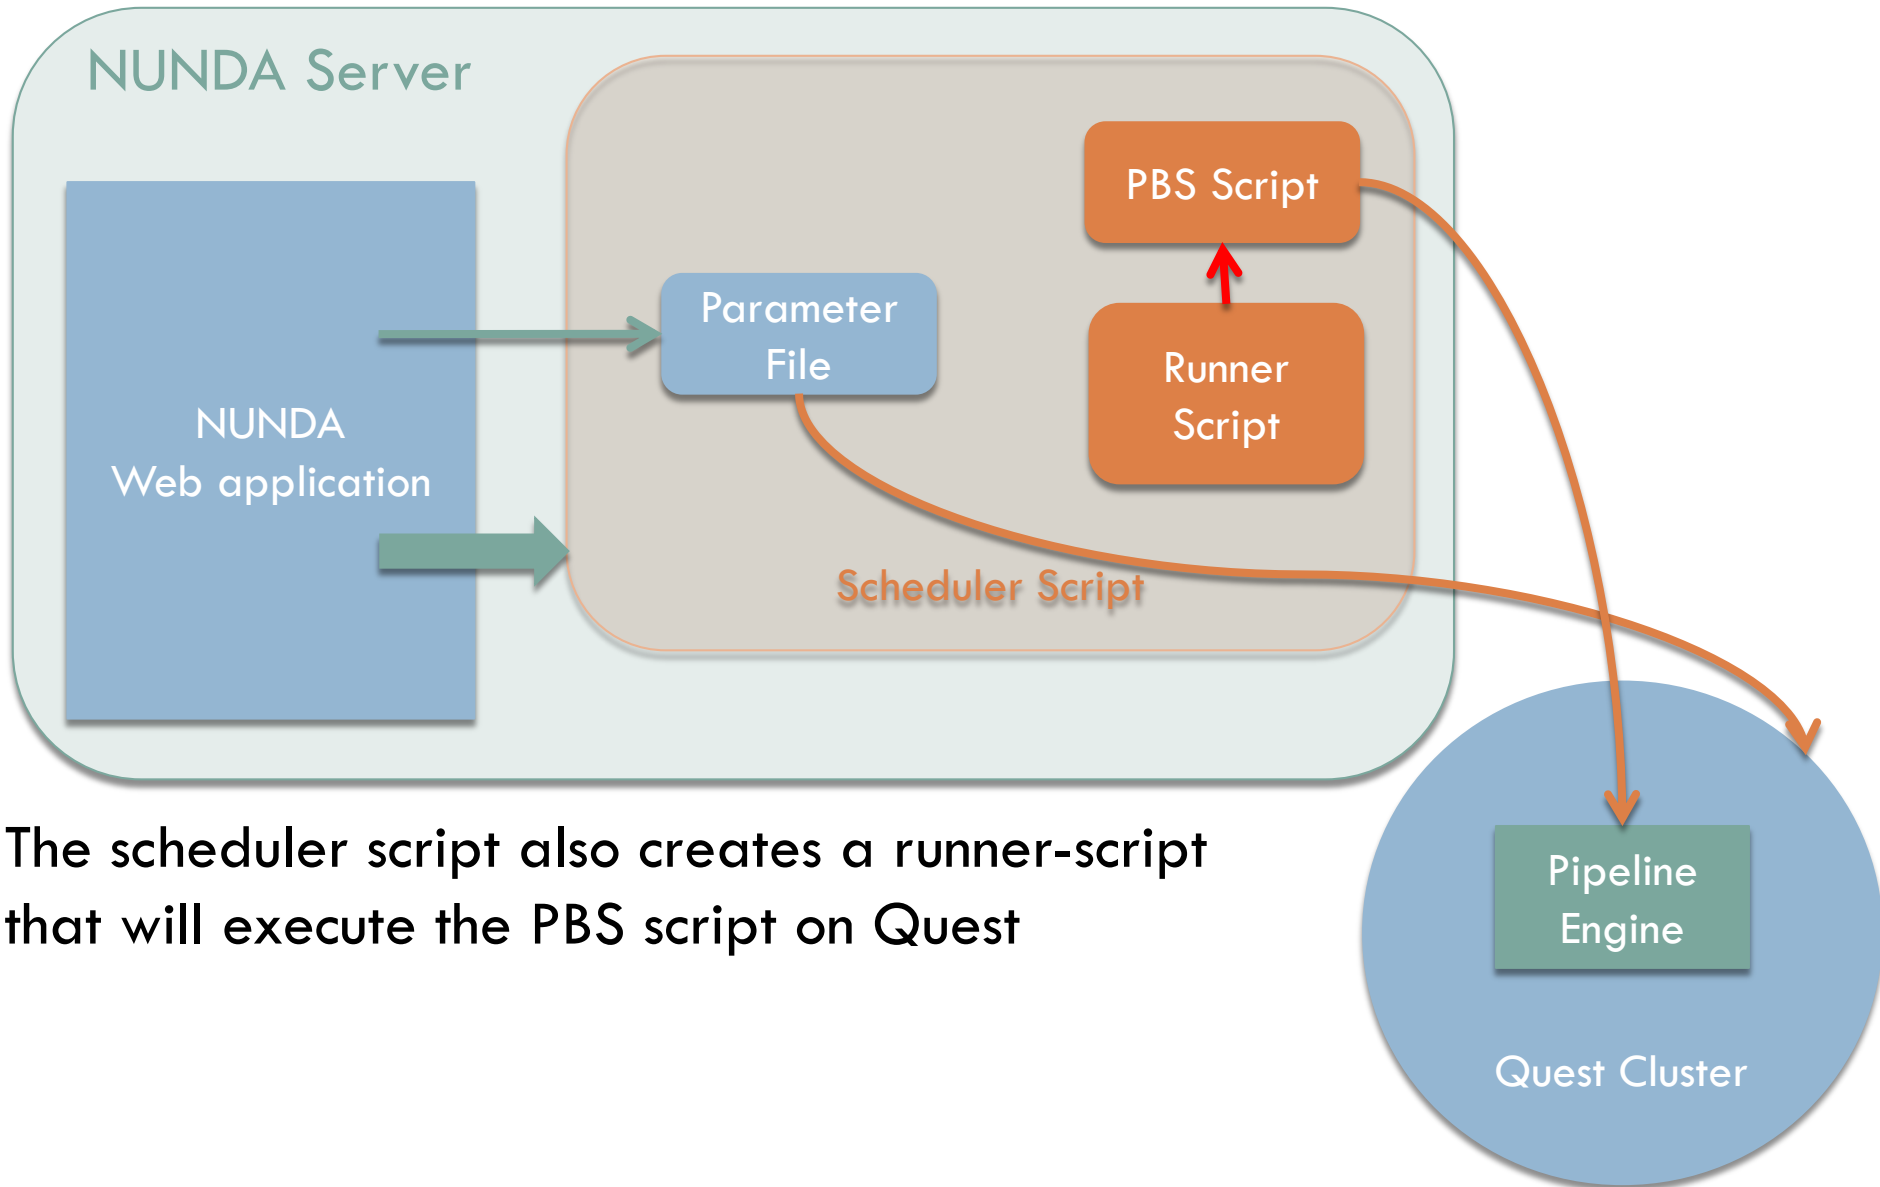 NUNDA Server
PBS Script
Parameter
File
Runner
Script
NUNDA
Web application
Scheduler Script
The scheduler script also creates a runner-script
that will execute the PBS script on Quest
Pipeline
Engine
Quest Cluster